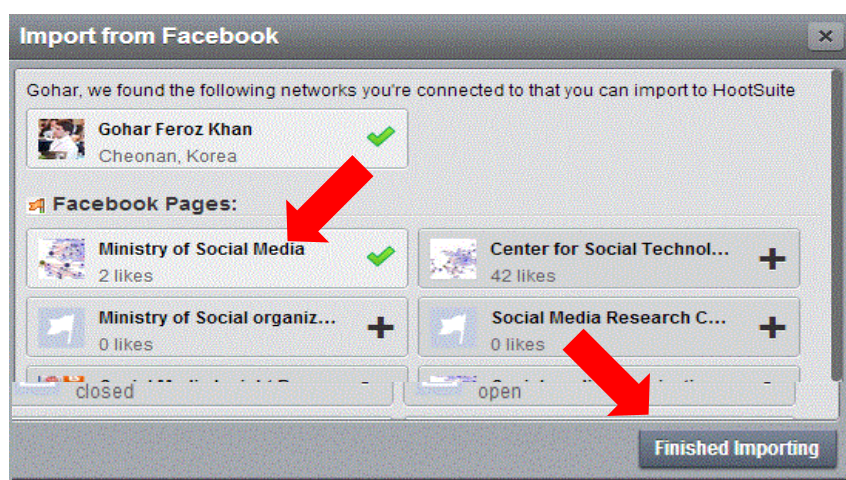 Import from Facebook
Gohar, we found the following networks you're connected to that you can import to HootSuite
Gohar Feroz Khan
Cheonan, Korea
Facebook Pages:
Ministry of Social Media
2 likes
Center for Social Technol...
42 likes
Ministry of Social organiz...
0 likes
Social Media Research C...
0 likes
closed
open
Finished Importing